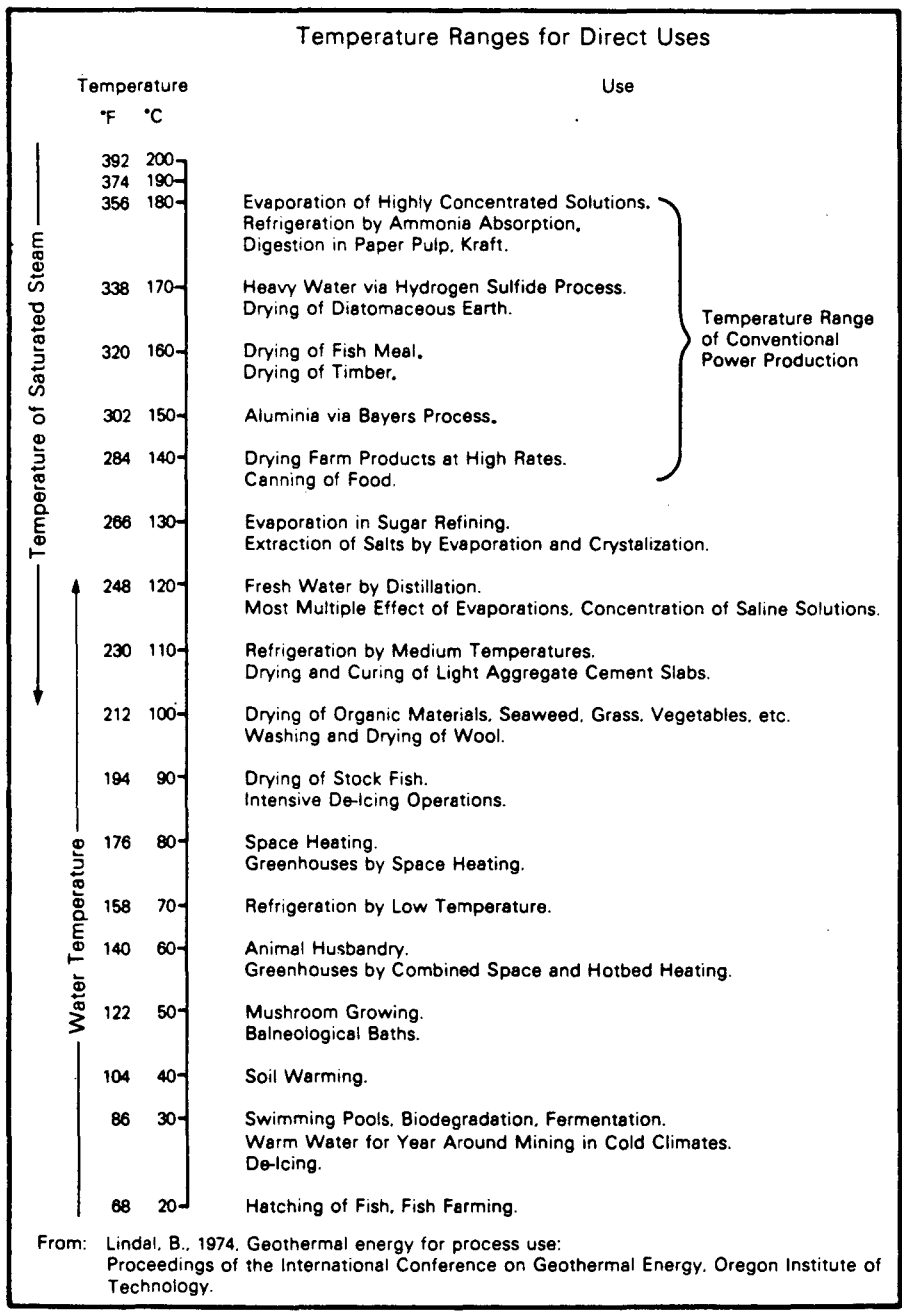 Temperature Ranges for Direct Uses
Temperature Use
°F °C
392 200
374 190
356 180 Evaporation of Highly Concentrated Solutions.
Refrigeration by Ammonia Absorption.
Digestion in Paper Pulp, Kraft.
338 170 Heavy Water via Hydrogen Sulfide Process.
Drying of Diatomaceous Earth.
Temperature Range
of Conventional
Power Production
320 160 Drying of Fish Meal.
Drying of Timber.
302 150 Aluminia via Bayers Process.
284 140 Drying Farm Products at High Rates.
Canning of Food.
266 130 Evaporation in Sugar Refining.
Extraction of Salts by Evaporation and Crystalization.
248 120 Fresh Water by Distillation.
Most Multiple Effect of Evaporations, Concentration of Saline Solutions.
230 110 Refrigeration by Medium Temperatures.
Drying and Curing of Light Aggregate Cement Slabs.
212 100 Drying of Organic Materials, Seaweed, Grass, Vegetables, etc.
Washing and Drying of Wool.
194 90 Drying of Stock Fish.
Intensive De-Icing Operations.
176 80 Space Heating.
Greenhouses by Space Heating.
158 70 Refrigeration by Low Temperature.
140 60 Animal Husbandry.
Greenhouses by Combined Space and Hotbed Heating.
122 50 Mushroom Growing.
Balneological Baths.
104 40 Soil Warming.
86 30 Swimming Pools, Biodegradation, Fermentation.
Warm Water for Year Around Mining in Cold Climates.
De-Icing.
68 20 Hatching of Fish, Fish Farming.
Temperature of Saturated Steam
Water Temperature
From: Lindal, B., 1974, Geothermal energy for process use:
Proceedings of the International Conference on Geothermal Energy, Oregon Institute of
Technology.